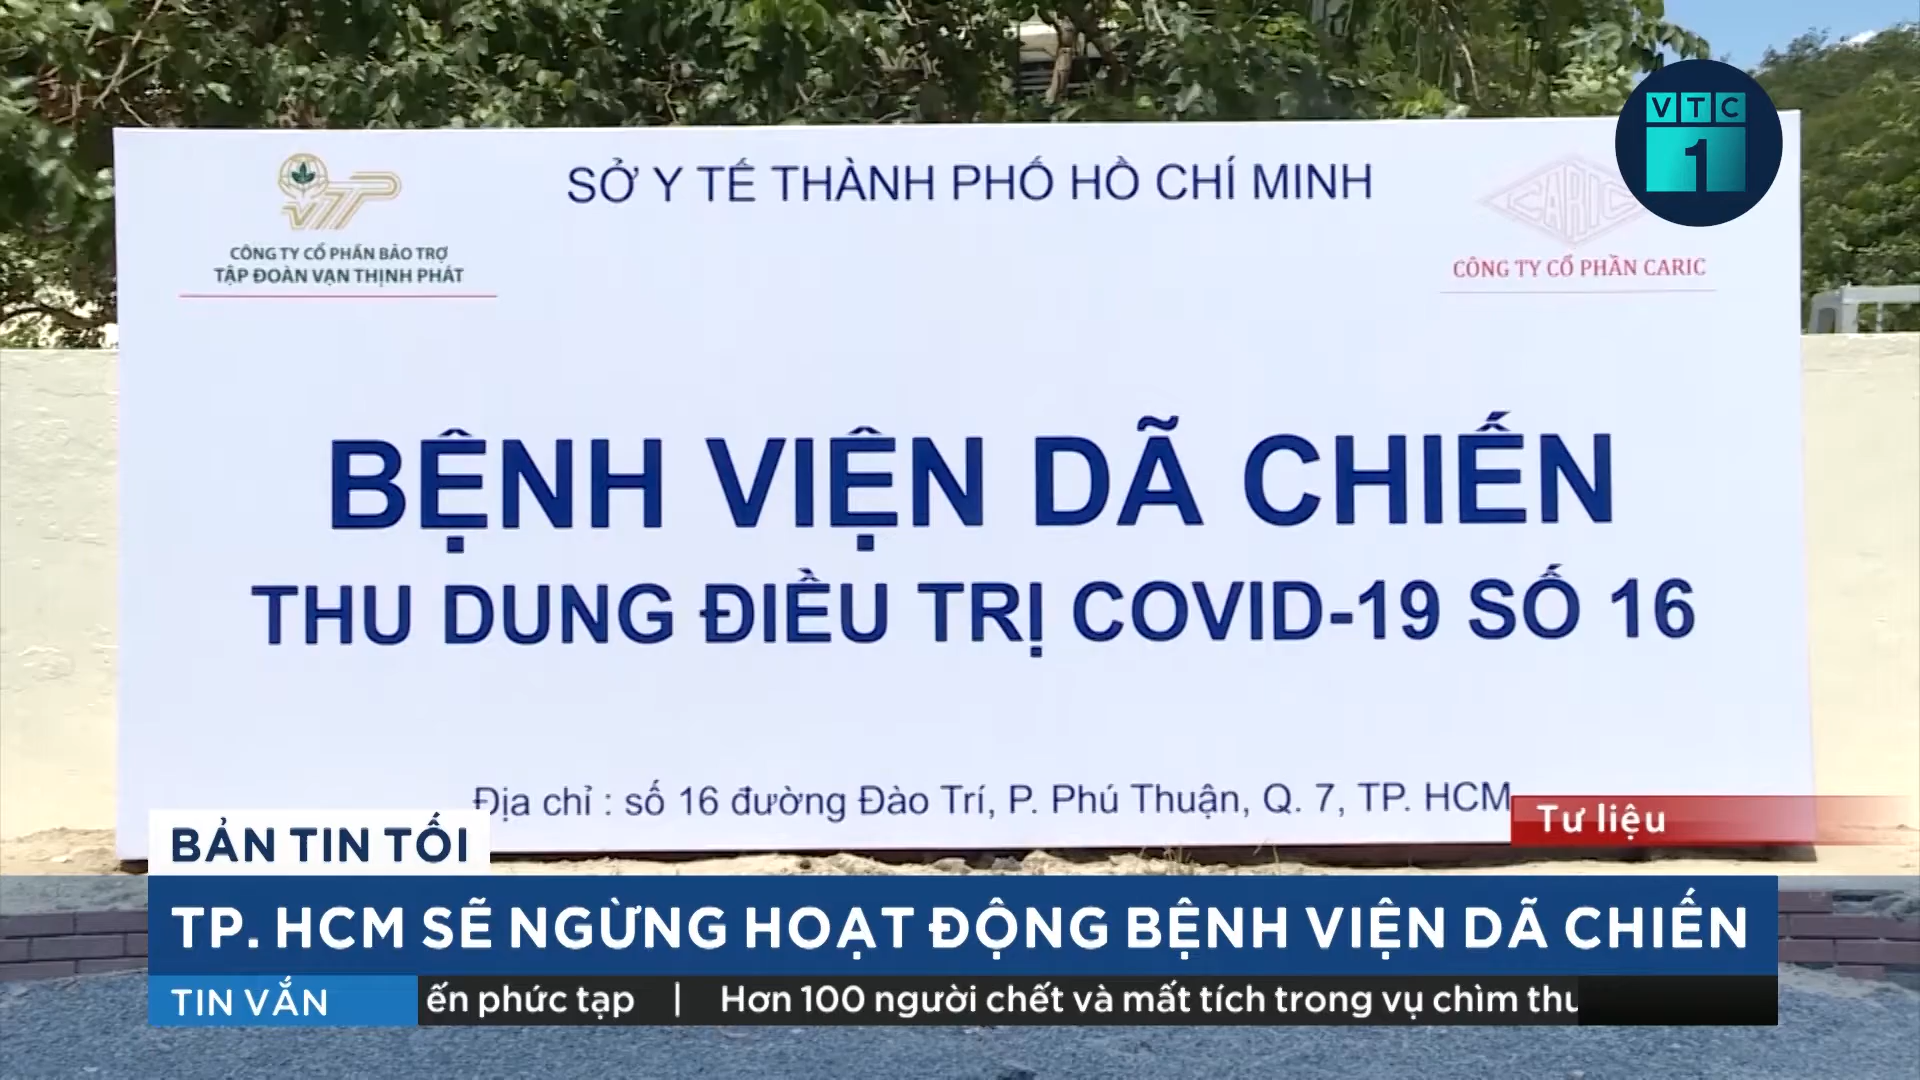 VTC
1
SỞ Y TẾ THÀNH PHỐ HỒ CHÍ MINH
VTP
CÔNG TY CỔ PHẦN BẢO TRỢ
TẬP ĐOÀN VẠN THỊNH PHÁT
CARIC
CÔNG TY CỔ PHẦN CARIC
BỆNH VIỆN DÃ CHIẾN
THU DUNG ĐIỀU TRỊ COVID-19 SỐ 16
Địa chỉ : số 16 đường Đào Trí, P. Phú Thuận, Q. 7, TP. HCM
Tư liệu
BẢN TIN TỐI
TP. HCM SẼ NGỪNG HOẠT ĐỘNG BỆNH VIỆN DÃ CHIẾN
TIN VẮN
ến phức tạp | Hơn 100 người chết và mất tích trong vụ chìm